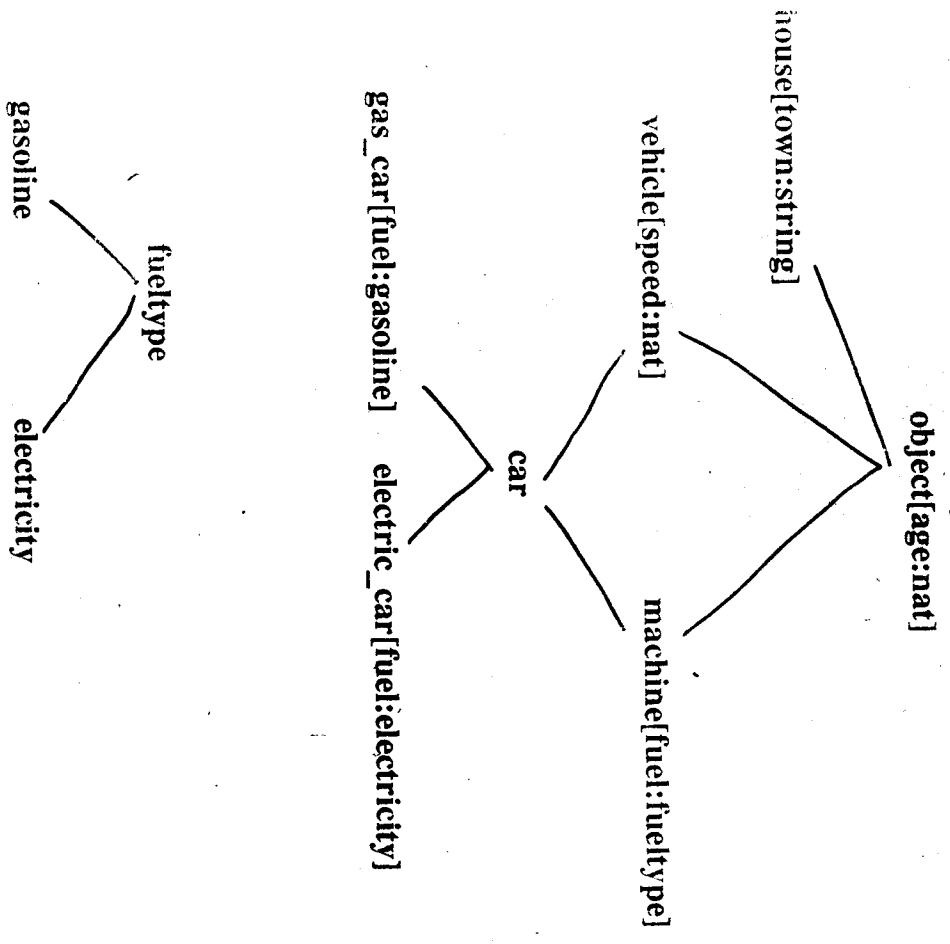 object[age:nat]
house[town:string]
vehicle[speed:nat] machine[fuel:fueltype]
car
gas_car[fuel:gasoline] electric_car[fuel:electricity]
fueltype
gasoline electricity